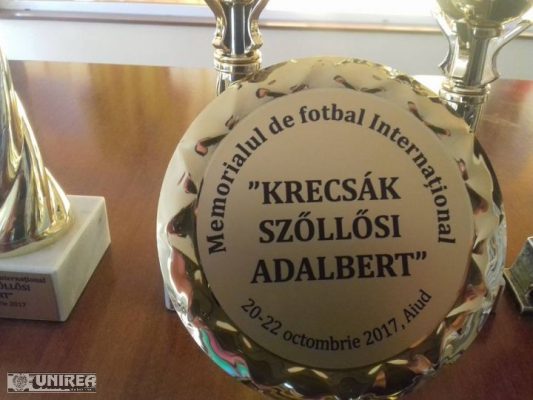 Memorialul de fotbal Internațional
"KRECSÁK
SZŐLLŐSI
ADALBERT"
20-22 octombrie 2017, Aiud
UNIREA